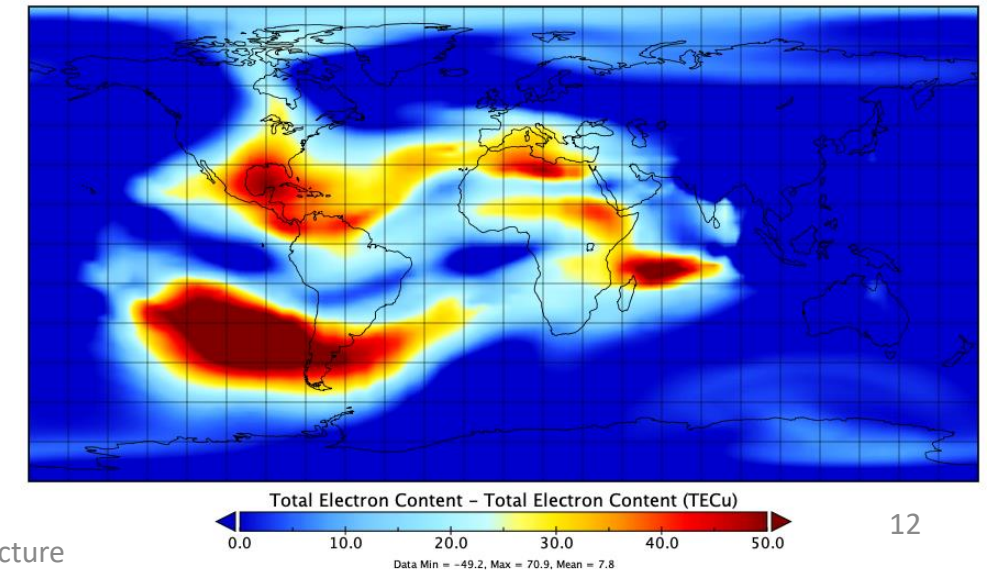 Total Electron Content – Total Electron Content (TECu)
0.0 10.0 20.0 30.0 40.0 50.0
Data Min = –49.2, Max = 70.9, Mean = 7.8
12
cture